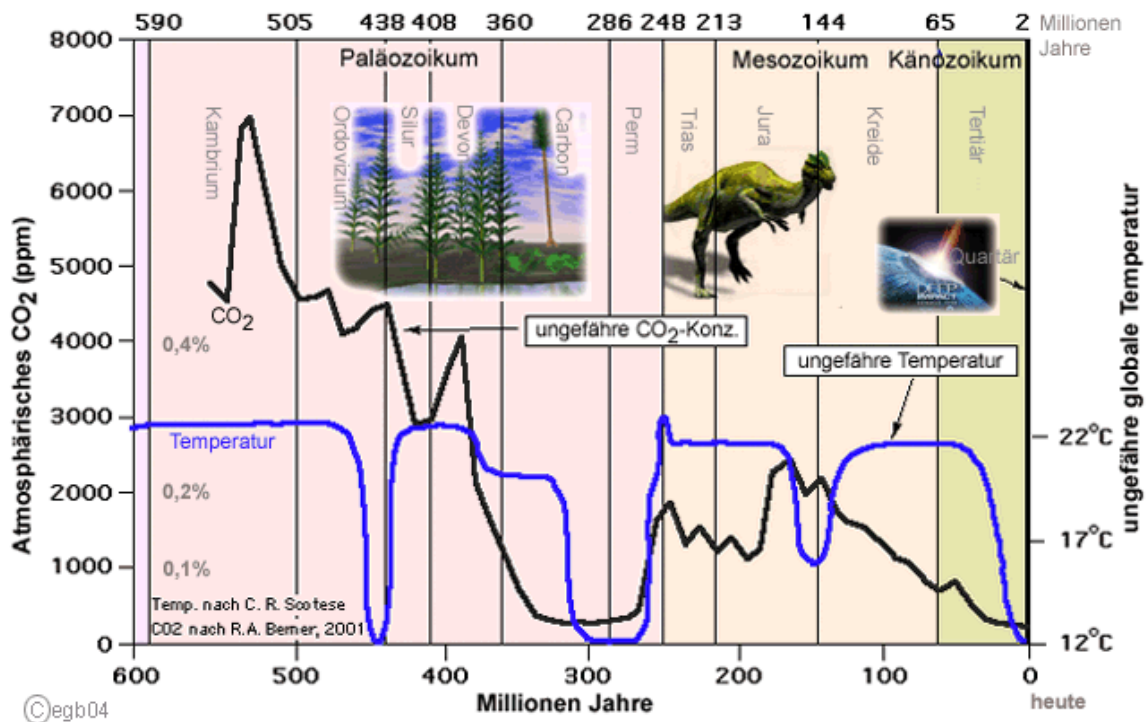 590 505 438 408 360 286 248 213 144 65 2 Millionen
Jahre
8000
7000
6000
5000
4000
3000
2000
1000
0
Atmosphärisches CO2 (ppm)
Paläozoikum
Mesozoikum
Känozoikum
Kambrium
Ordovizium
Silur
Devon
Carbon
Perm
Trias
Jura
Kreide
Tertiär
Quartär
DEEP
IMPACT
CO2
ungefähre CO2-Konz.
0,4%
ungefähre Temperatur
Temperatur
0,2%
0,1%
Temp. nach C. R. Scotese
CO2 nach R.A. Berner, 2001
22°C
17°C
12°C
ungefähre globale Temperatur
600 500 400 300 200 100 0
Millionen Jahre
heute
©egb04